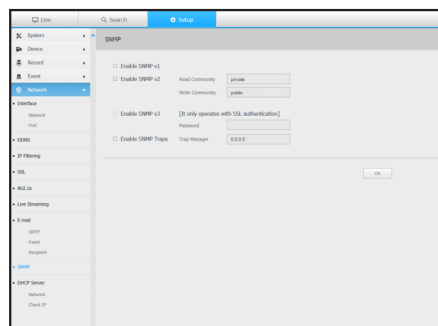 Live
Search
Setup
System
Device
Record
Event
Network
Interface
Network
Port
DDNS
IP Filtering
SSL
802.1x
Live Streaming
E-mail
SMTP
Event
Recipient
SNMP
DHCP Server
Network
Check IP
SNMP
Enable SNMP v1
Enable SNMP v2
Read Community
private
Write Community
public
Enable SNMP v3
[It only operates with SSL authentication]
Password
Enable SNMP Traps
Trap Manager
0.0.0.0
OK